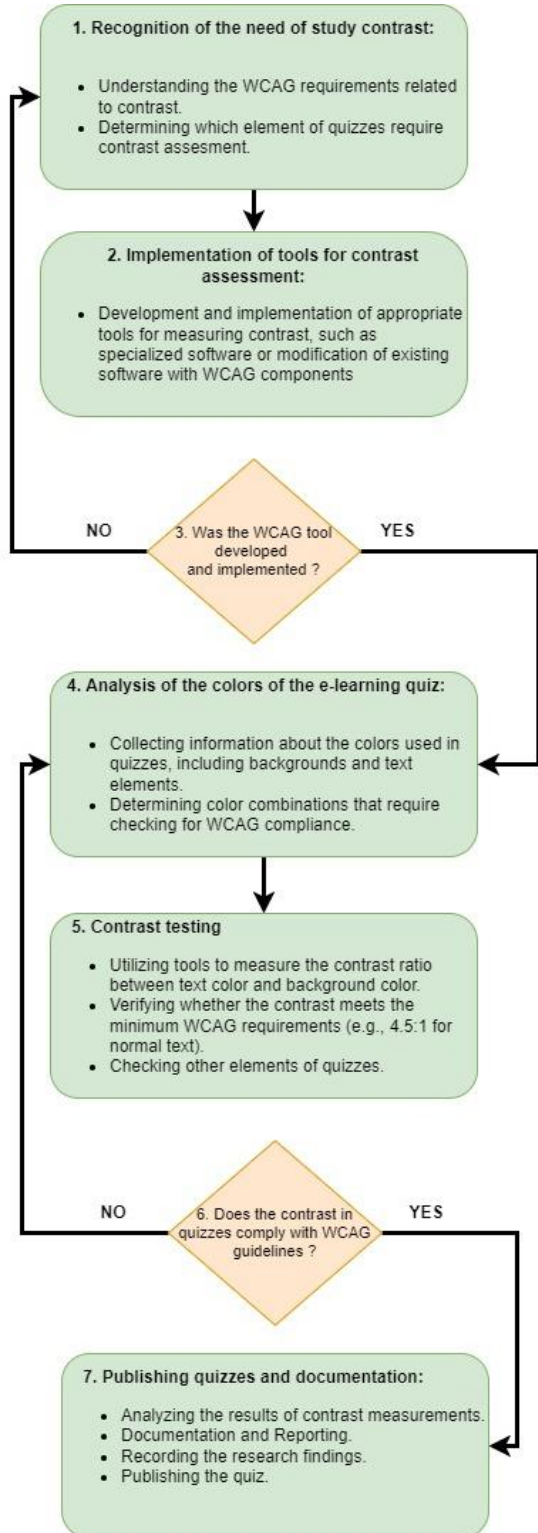 1. Recognition of the need of study contrast:
• Understanding the WCAG requirements related
to contrast.
• Determining which element of quizzes require
contrast assesment.
2. Implementation of tools for contrast
assessment:
• Development and implementation of appropriate
tools for measuring contrast, such as
specialized software or modification of existing
software with WCAG components
NO
3. Was the WCAG tool
developed
and implemented ?
YES
4. Analysis of the colors of the e-learning quiz:
• Collecting information about the colors used in
quizzes, including backgrounds and text
elements.
• Determining color combinations that require
checking for WCAG compliance.
5. Contrast testing
• Utilizing tools to measure the contrast ratio
between text color and background color.
• Verifying whether the contrast meets the
minimum WCAG requirements (e.g., 4.5:1 for
normal text).
• Checking other elements of quizzes.
NO
6. Does the contrast in
quizzes comply with WCAG
guidelines ?
YES
7. Publishing quizzes and documentation:
• Analyzing the results of contrast measurements.
• Documentation and Reporting.
• Recording the research findings.
• Publishing the quiz.